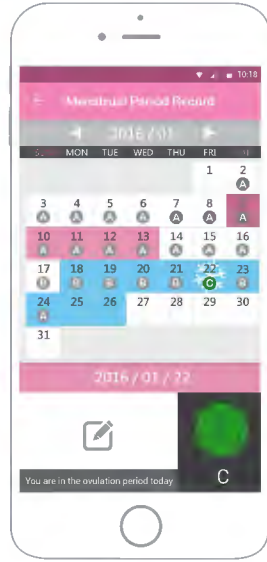 10:18
Menstrual Period Record
2016 / 01
MON TUE WED THU FRI
1 2
A
3 4 5 6 7 8
A A A A A A
10 11 12 13 14 15 16
A A A A A A A
17 18 19 20 21 22 23
C
24 25 26 27 28 29 30
A
31
2016 / 01 / 22
You are in the ovulation period today
C